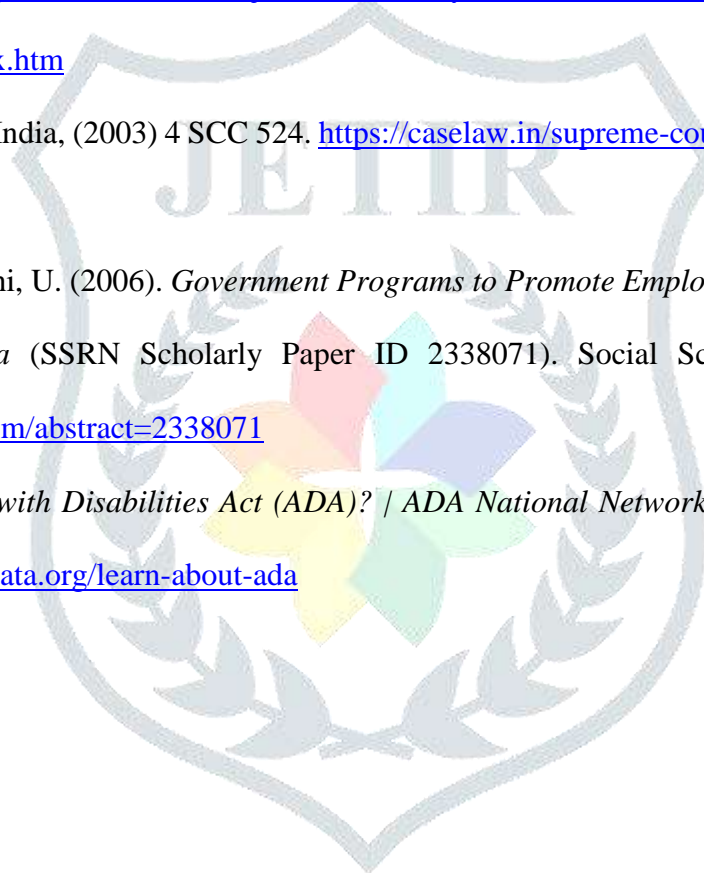 x.htm
India, (2003) 4 SCC 524. https://caselaw.in/supreme-cou
JETIR
ni, U. (2006). Government Programs to Promote Emplo
a (SSRN Scholarly Paper ID 2338071). Social Sc
m/abstract=2338071
with Disabilities Act (ADA)? | ADA National Network
ata.org/learn-about-ada